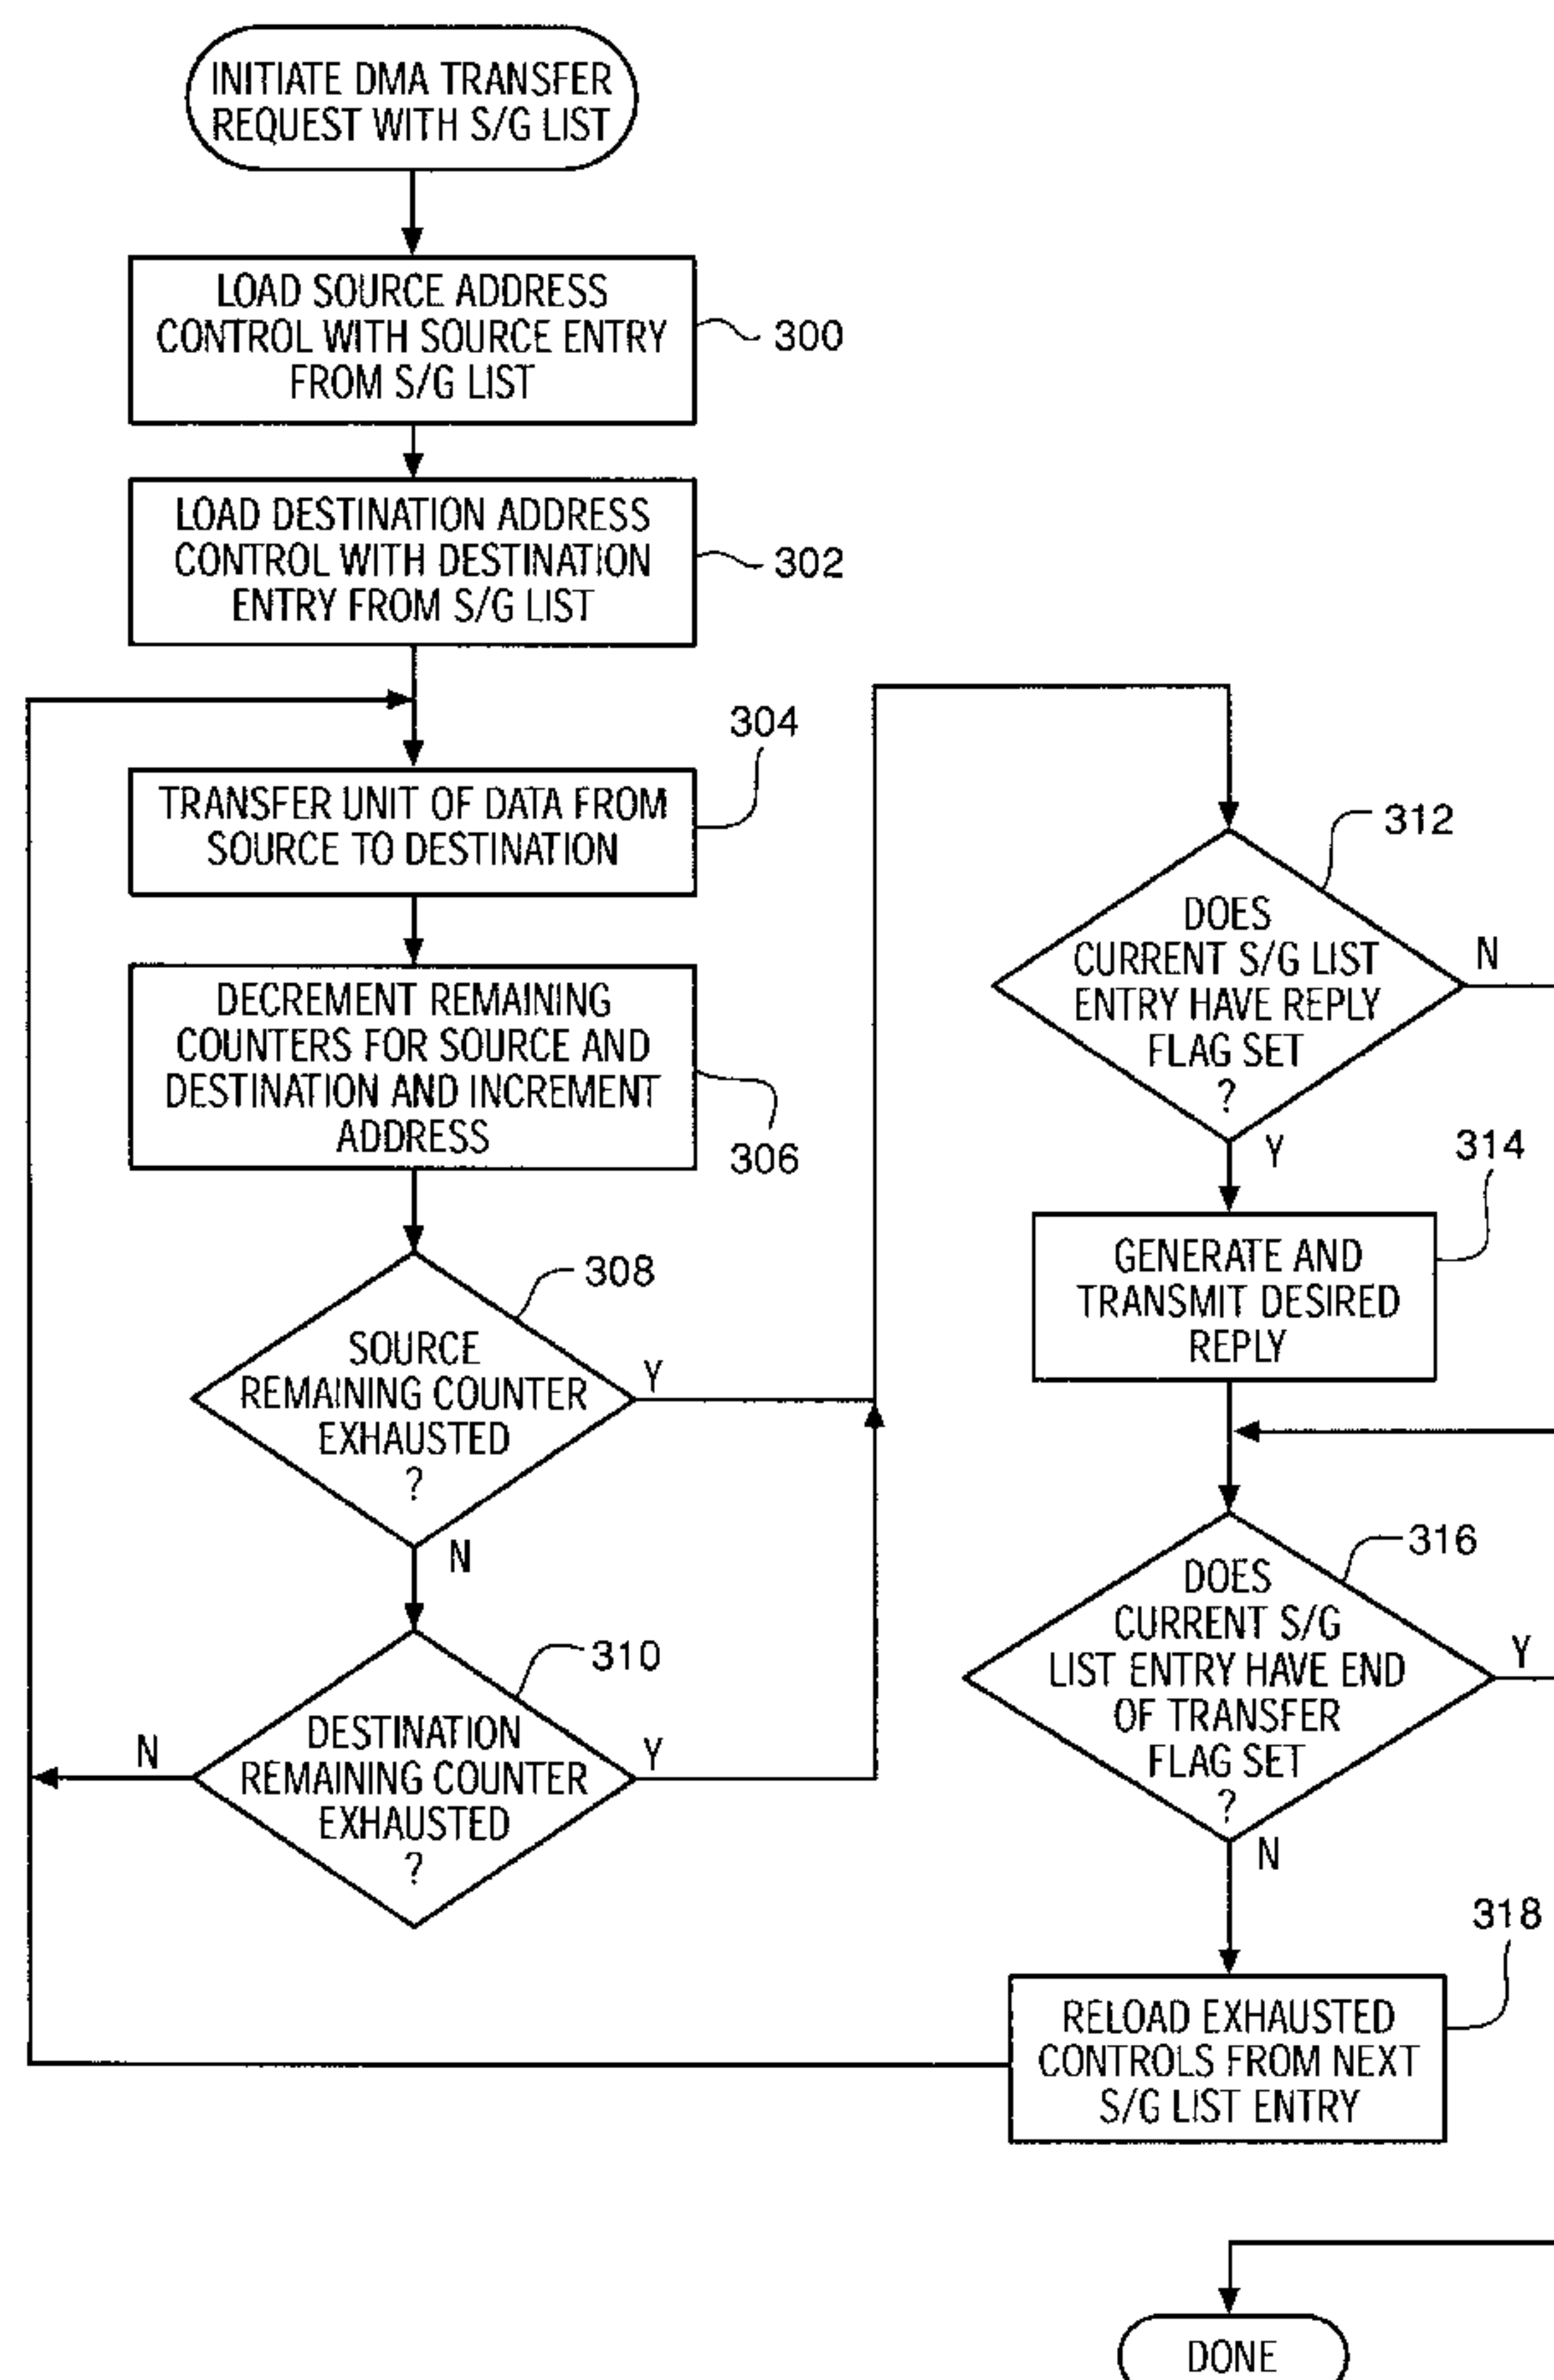 INITIATE DMA TRANSFER
REQUEST WITH S/G LIST
LOAD SOURCE ADDRESS
CONTROL WITH SOURCE ENTRY
FROM S/G LIST
300
LOAD DESTINATION ADDRESS
CONTROL WITH DESTINATION
ENTRY FROM S/G LIST
302
304
TRANSFER UNIT OF DATA FROM
SOURCE TO DESTINATION
DECREMENT REMAINING
COUNTERS FOR SOURCE AND
DESTINATION AND INCREMENT
ADDRESS
306
308
SOURCE
REMAINING COUNTER
EXHAUSTED
?
Y
N
310
DESTINATION
REMAINING COUNTER
EXHAUSTED
?
N
Y
312
DOES
CURRENT S/G LIST
ENTRY HAVE REPLY
FLAG SET
?
N
Y
314
GENERATE AND
TRANSMIT DESIRED
REPLY
316
DOES
CURRENT S/G
LIST ENTRY HAVE END
OF TRANSFER
FLAG SET
?
Y
N
318
RELOAD EXHAUSTED
CONTROLS FROM NEXT
S/G LIST ENTRY
DONE